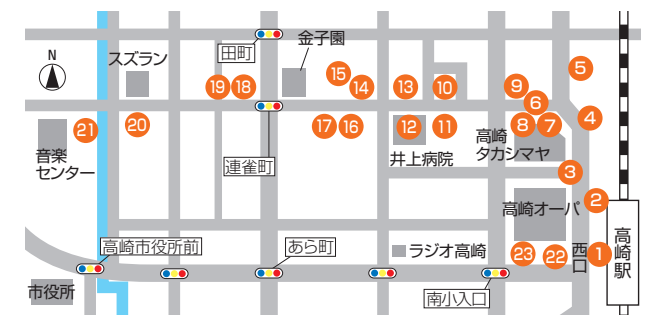 金子園
田町
N
スズラン
⑤
⑮
⑲
⑱
⑭
⑬
⑩
⑨
⑥
④
㉑
⑳
⑰
⑯
⑫
⑪
⑧
⑦
高崎
タカシマヤ
音楽
センター
連雀町
井上病院
③
②
高崎オーパ
高崎市役所前
あら町
ラジオ高崎
㉓
㉒
西口
①
高崎駅
市役所
南小入口